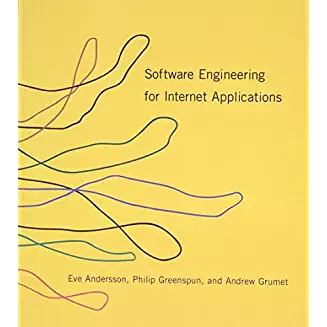 Software Engineering
for Internet Applications
Eve Andersson, Philip Greenspun, and Andrew Grumet